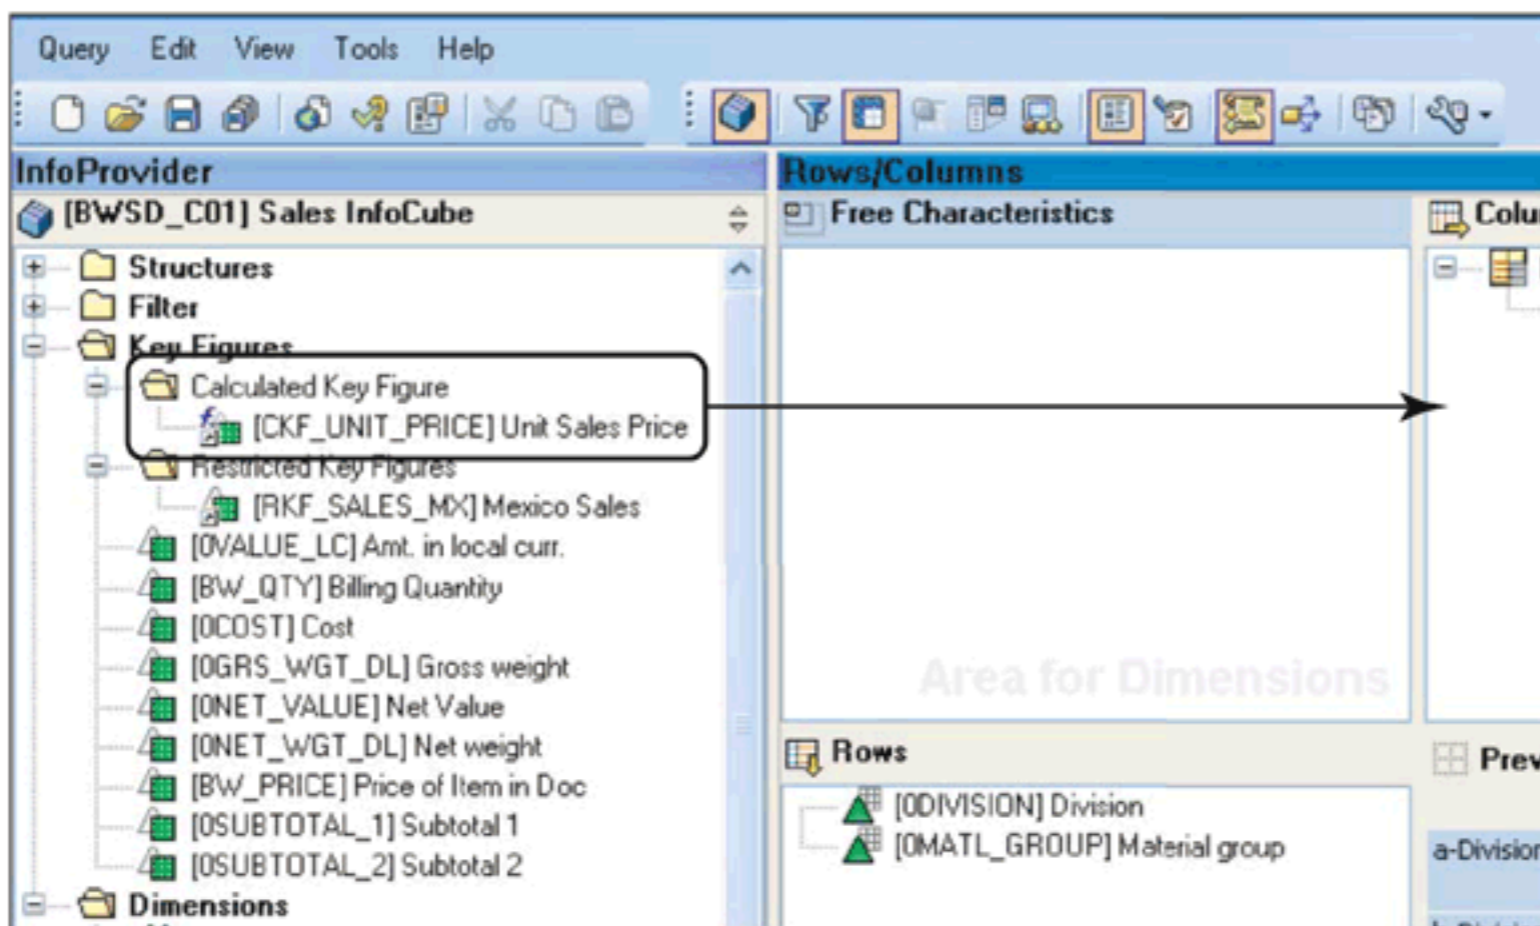 Query Edit View Tools Help
InfoProvider
[BWSD_C01] Sales InfoCube
Structures
Filter
Key Figures
Calculated Key Figure
[CKF_UNIT_PRICE] Unit Sales Price
Restricted Key Figures
[RKF_SALES_MX] Mexico Sales
[0VALUE_LC] Amt. in local curr.
[BW_QTY] Billing Quantity
[0COST] Cost
[0GRS_WGT_DL] Gross weight
[0NET_VALUE] Net Value
[0NET_WGT_DL] Net weight
[BW_PRICE] Price of Item in Doc
[0SUBTOTAL_1] Subtotal 1
[0SUBTOTAL_2] Subtotal 2
Dimensions
Rows/Columns
Free Characteristics
Area for Dimensions
Rows
[0DIVISION] Division
[0MATL_GROUP] Material group
Colu
Prev
a-Division